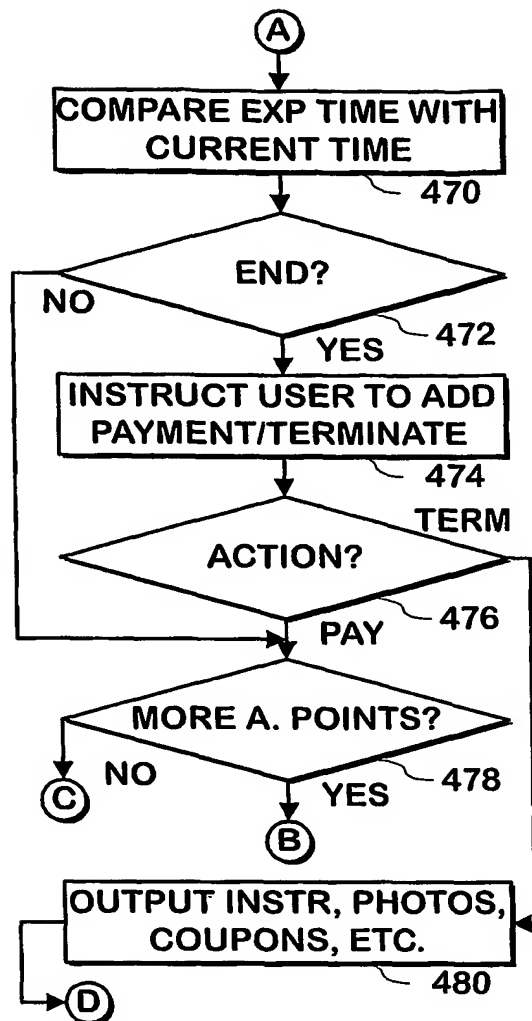 A
COMPARE EXP TIME WITH
CURRENT TIME
470
END?
NO
472
YES
INSTRUCT USER TO ADD
PAYMENT/TERMINATE
474
TERM
ACTION?
476
PAY
MORE A. POINTS?
478
NO
YES
C
B
OUTPUT INSTR, PHOTOS,
COUPONS, ETC.
480
D